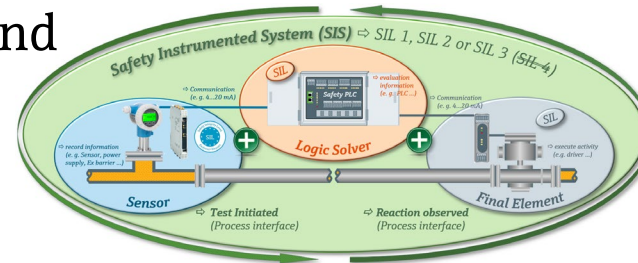 nd
Safety Instrumented System (SIS) ⇨ SIL 1, SIL 2 or SIL 3 (SIL 4)
SIL
⇨ Communication
(e. g. 4...20 mA)
Safety PLC
⇨ evaluation
information
(e. g. PLC ...)
⇨ Communication
(e. g. 4...20 mA)
SIL
⇨ record information
(e. g. Sensor, power
supply, Ex barrier ...)
SIL
Logic Solver
⇨ execute activity
(e.g. driver ...)
Sensor
Final Element
⇨ Test Initiated
(Process interface)
⇨ Reaction observed
(Process interface)